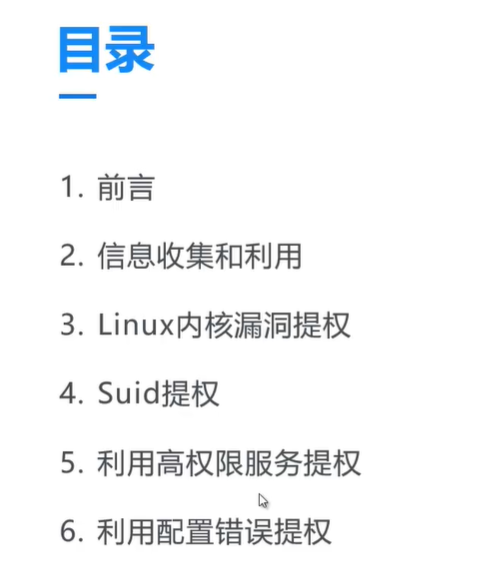 目录
1. 前言
2. 信息收集和利用
3. Linux内核漏洞提权
4. Suid提权
5. 利用高权限服务提权
6. 利用配置错误提权